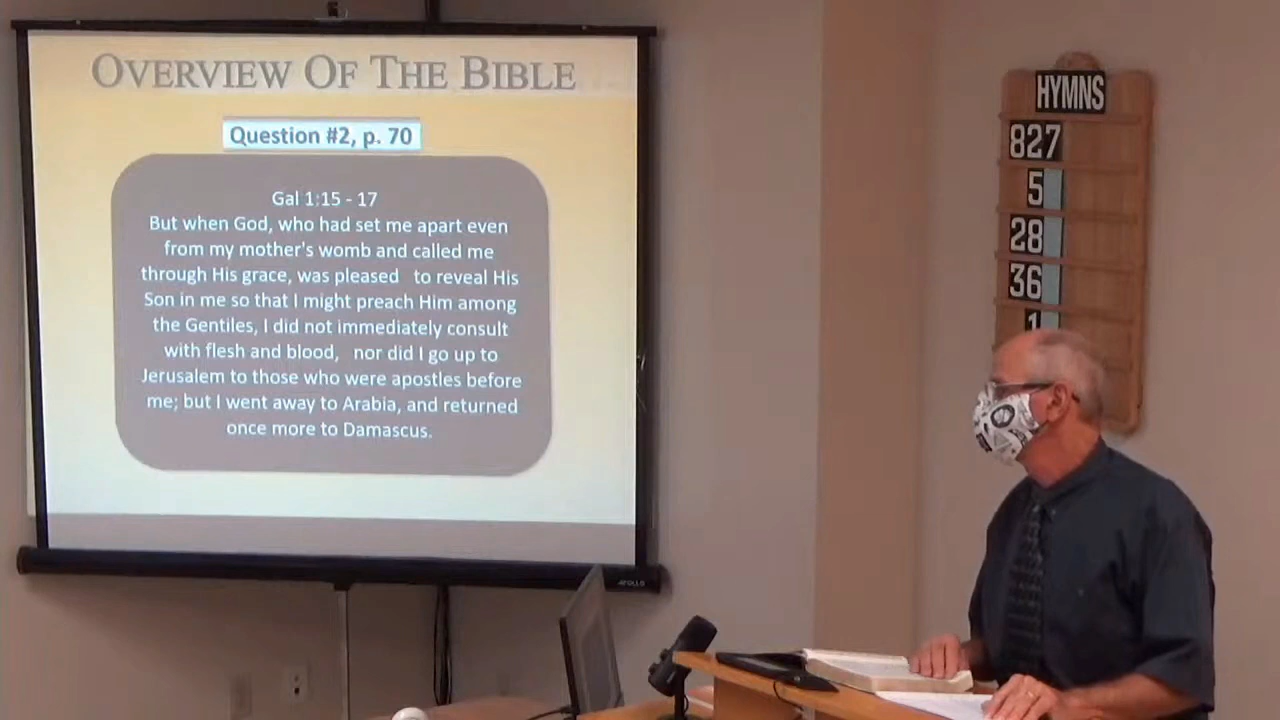 OVERVIEW OF THE BIBLE
Question #2, p. 70
Gal 1:15 - 17
But when God, who had set me apart even
from my mother's womb and called me
through His grace, was pleased to reveal His
Son in me so that I might preach Him among
the Gentiles, I did not immediately consult
with flesh and blood, nor did I go up to
Jerusalem to those who were apostles before
me; but I went away to Arabia, and returned
once more to Damascus.
APOLLO
HYMNS
827
5
28
36
1